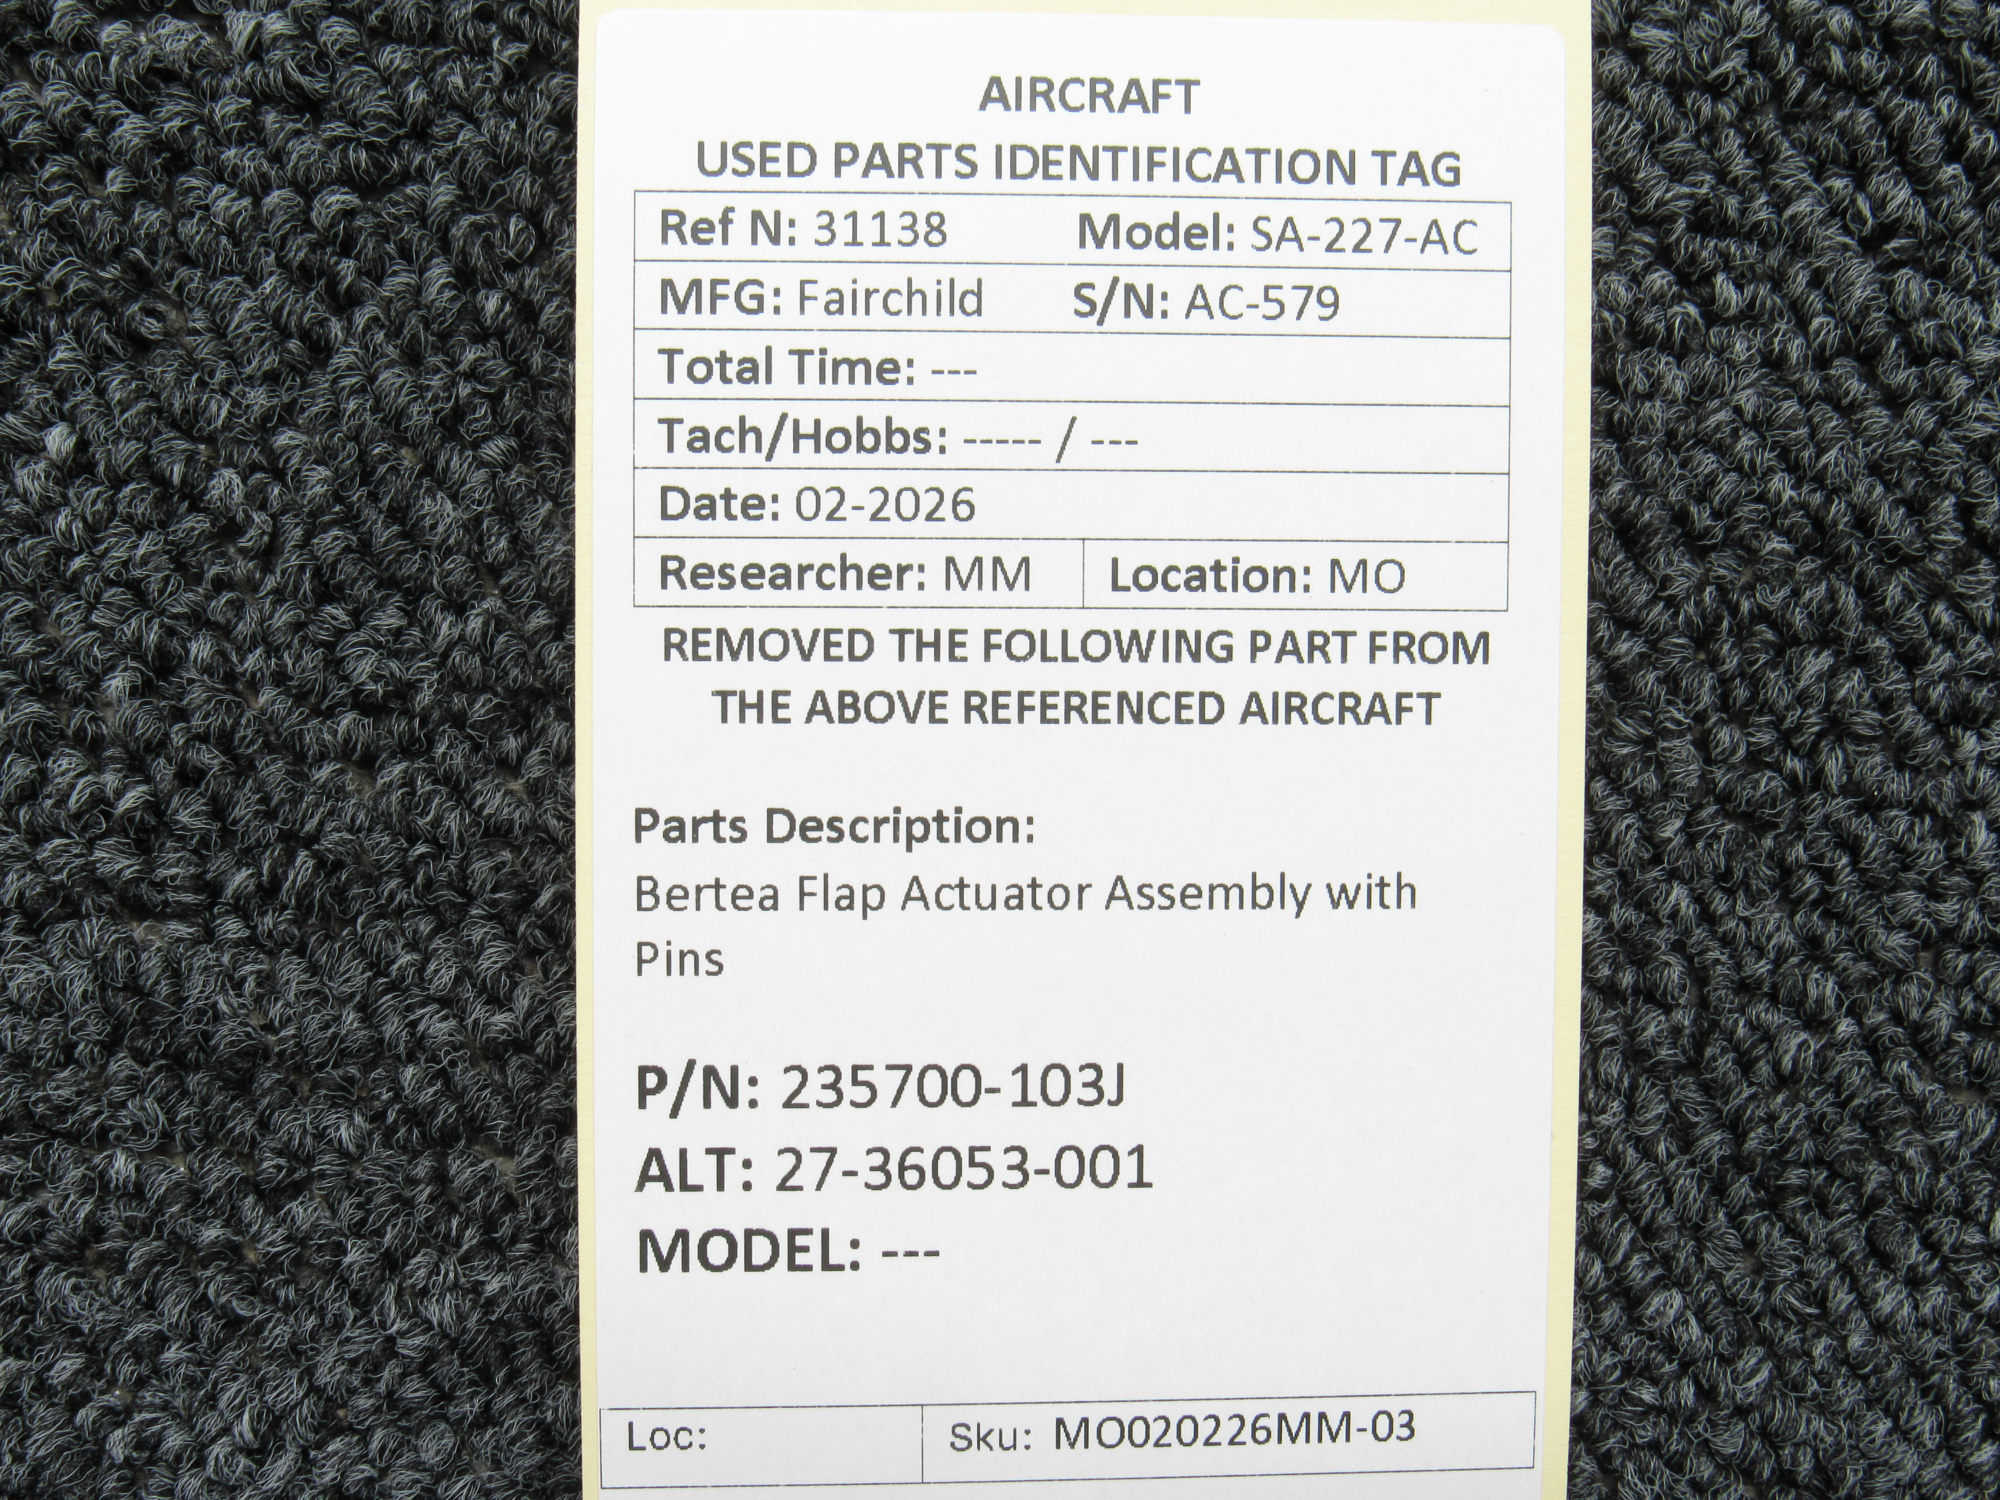 AIRCRAFT
USED PARTS IDENTIFICATION TAG
Ref N: 31138 Model: SA-227-AC
MFG: Fairchild S/N: AC-579
Total Time: ---
Tach/Hobbs: ----- / ---
Date: 02-2026
Researcher: MM Location: MO
REMOVED THE FOLLOWING PART FROM
THE ABOVE REFERENCED AIRCRAFT
Parts Description:
Bertea Flap Actuator Assembly with
Pins
P/N: 235700-103J
ALT: 27-36053-001
MODEL: ---
Loc: Sku: MO020226MM-03